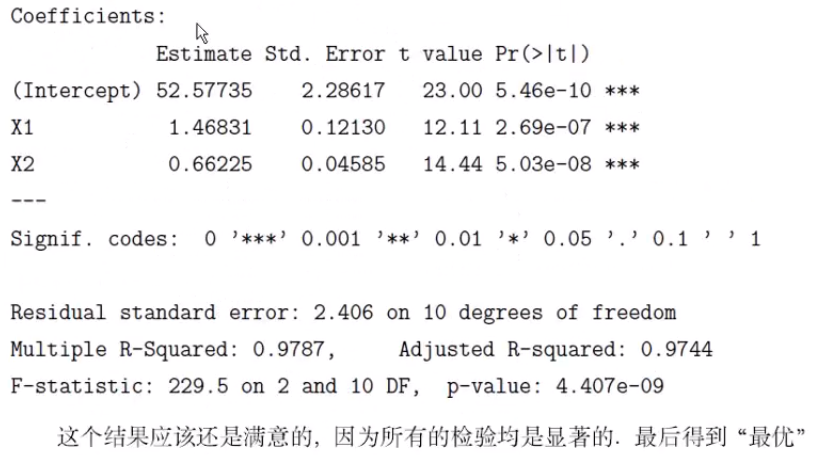 Coefficients:
Estimate Std. Error t value Pr(>|t|)
(Intercept) 52.57735 2.28617 23.00 5.46e-10 ***
X1 1.46831 0.12130 12.11 2.69e-07 ***
X2 0.66225 0.04585 14.44 5.03e-08 ***
---
Signif. codes: 0 ’***’ 0.001 ’**’ 0.01 ’*’ 0.05 ’.’ 0.1 ’ ’ 1
Residual standard error: 2.406 on 10 degrees of freedom
Multiple R-Squared: 0.9787, Adjusted R-squared: 0.9744
F-statistic: 229.5 on 2 and 10 DF, p-value: 4.407e-09
这个结果应该还是满意的, 因为所有的检验均是显著的. 最后得到“最优”